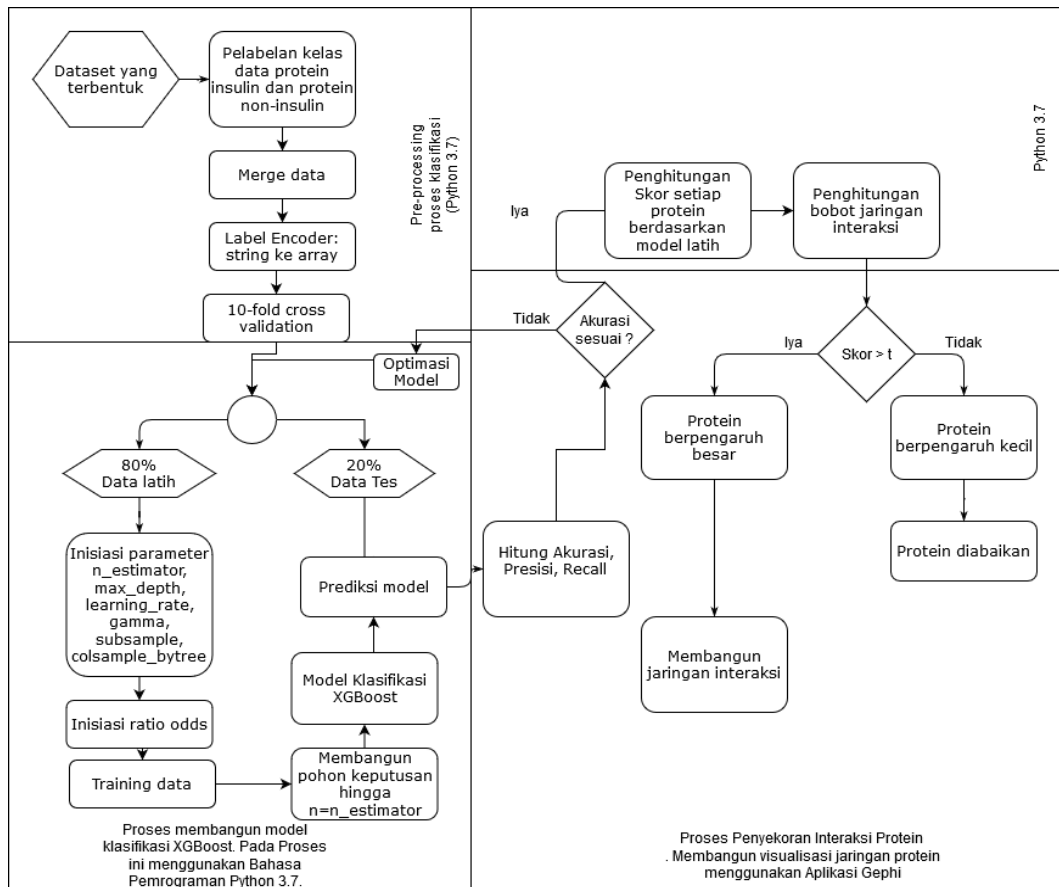 Dataset yang
terbentuk
Pelabelan kelas
data protein
insulin dan protein
non-insulin
Merge data
Label Encoder:
string ke array
10-fold cross
validation
Pre-processing
proses klasifikasi
(Python 3.7)
Optimasi
Model
80%
Data latih
20%
Data Tes
Inisiasi parameter
n_estimator,
max_depth,
learning_rate,
gamma,
subsample,
colsample_bytree
Inisiasi ratio odds
Training data
Membangun
pohon keputusan
hingga
n=n_estimator
Model Klasifikasi
XGBoost
Prediksi model
Proses membangun model
klasifikasi XGBoost. Pada Proses
ini menggunakan Bahasa
Pemrograman Python 3.7.
Hitung Akurasi,
Presisi, Recall
Akurasi
sesuai ?
Tidak
Iya
Penghitungan
Skor setiap
protein
berdasarkan
model latih
Penghitungan
bobot jaringan
interaksi
Python 3.7
Skor > t
Iya
Tidak
Protein
berpengaruh
besar
Protein
berpengaruh kecil
Protein diabaikan
Membangun
jaringan interaksi
Proses Penyekoran Interaksi Protein
. Membangun visualisasi jaringan protein
menggunakan Aplikasi Gephi